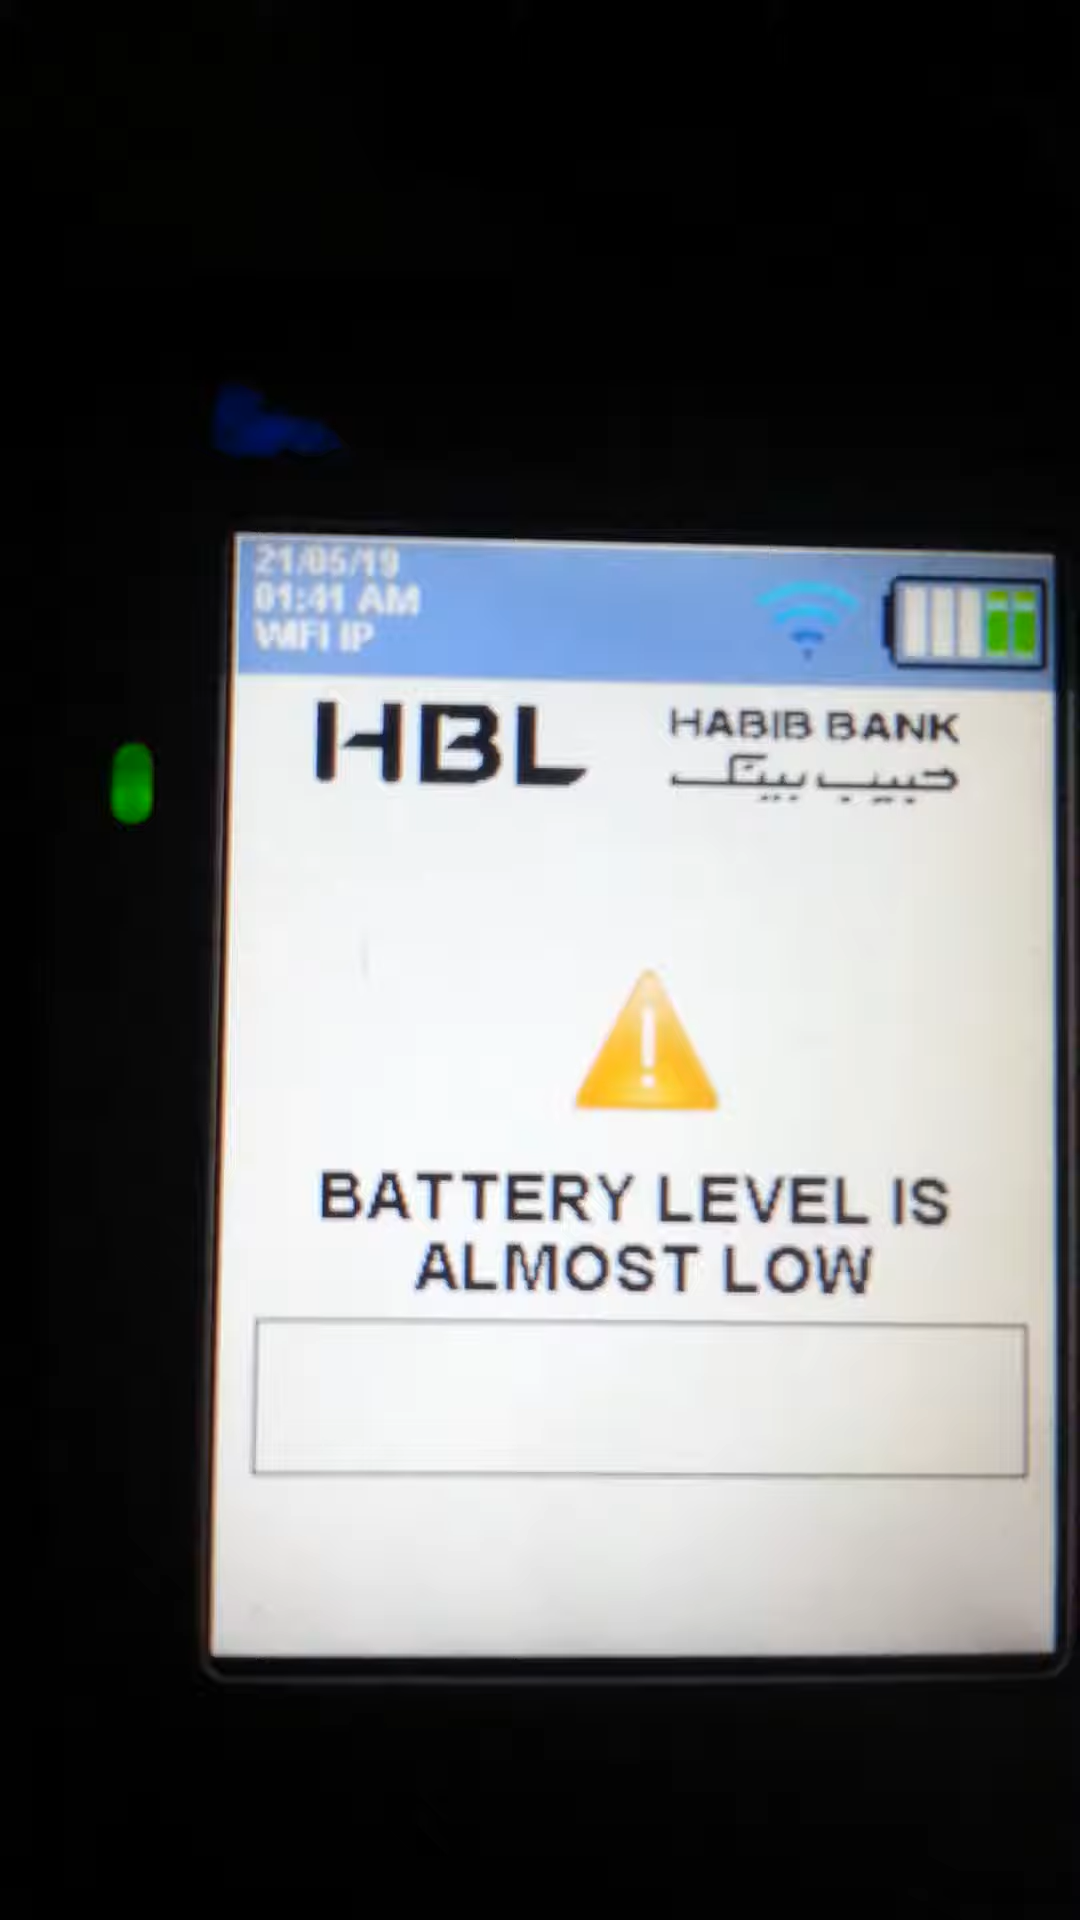 21/05/19
01:41 AM
WIFI IP
HBL
HABIB BANK
حبیب بینک
BATTERY LEVEL IS
ALMOST LOW